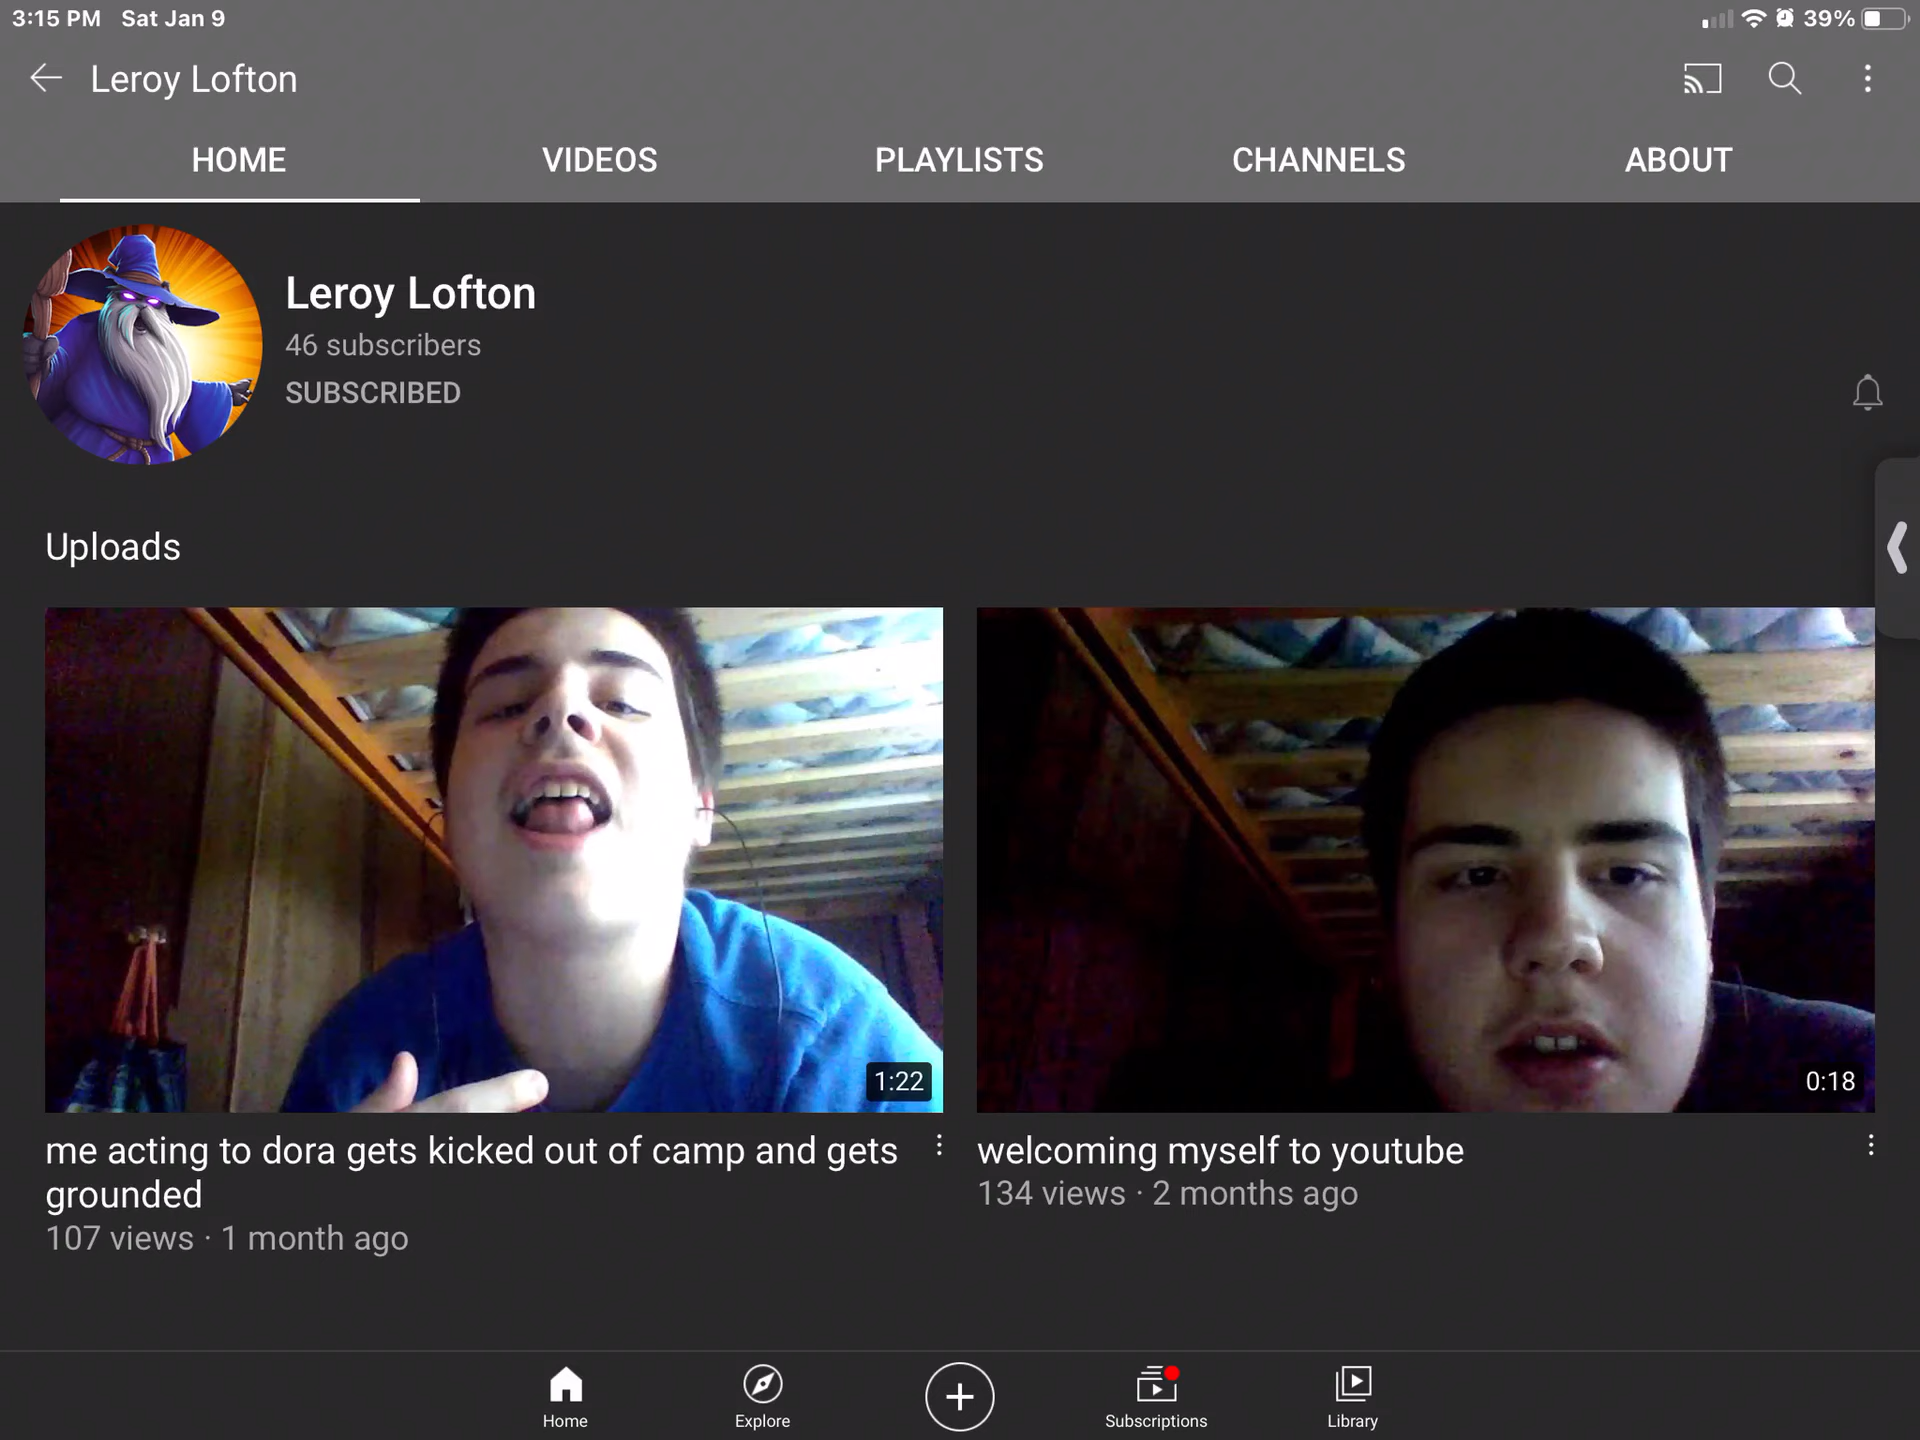 3:15 PM Sat Jan 9
39%
Leroy Lofton
HOME VIDEOS PLAYLISTS CHANNELS ABOUT
Leroy Lofton
46 subscribers
SUBSCRIBED
Uploads
1:22
0:18
me acting to dora gets kicked out of camp and gets
grounded
107 views · 1 month ago
welcoming myself to youtube
134 views · 2 months ago
Home Explore Subscriptions Library